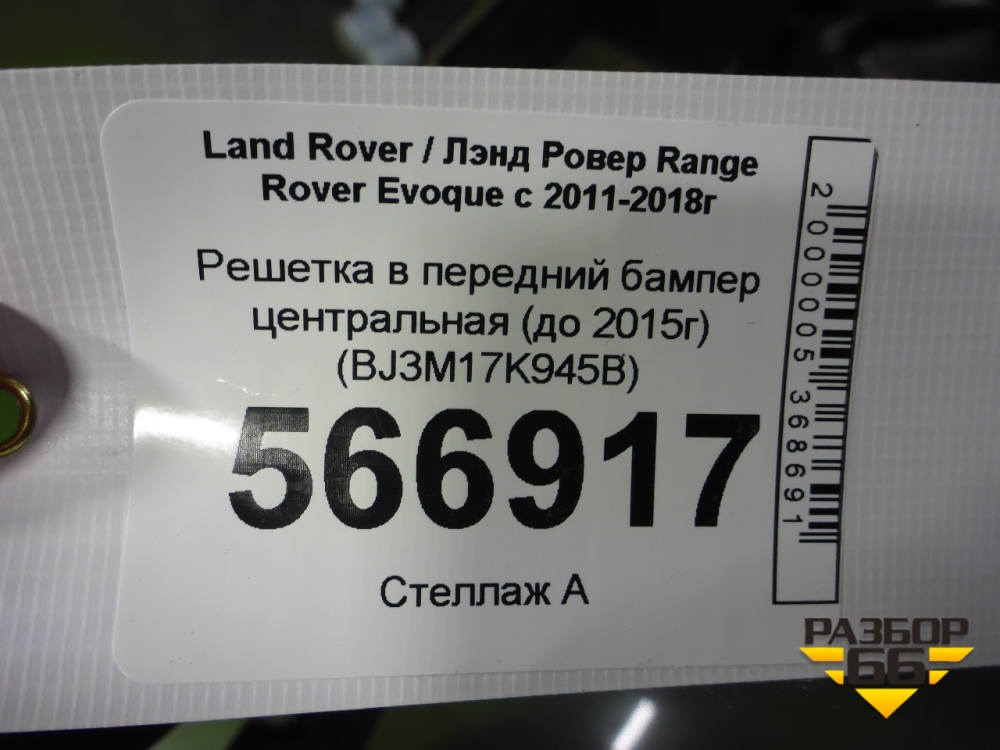 Land Rover / Лэнд Ровер Range
Rover Evoque с 2011-2018г
Решетка в передний бампер
центральная (до 2015г)
(BJ3M17K945B)
566917
Стеллаж А
2000005368691
РАЗБОР
66